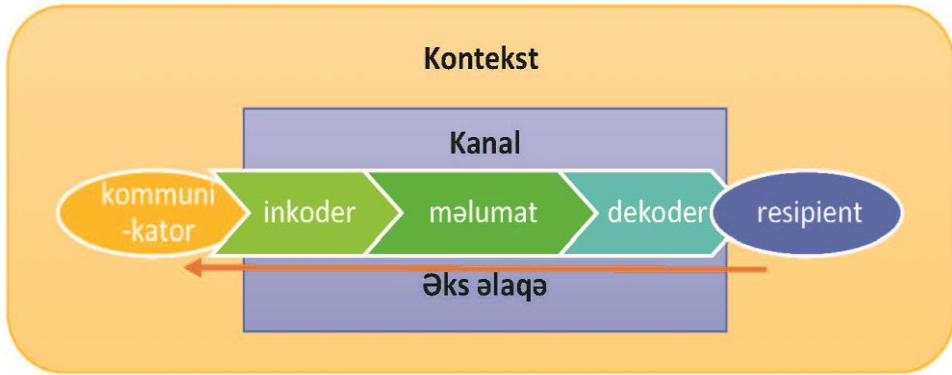 Kontekst
Kanal
kommuni
-kator
inkoder
məlumat
dekoder
resipient
Əks əlaqə